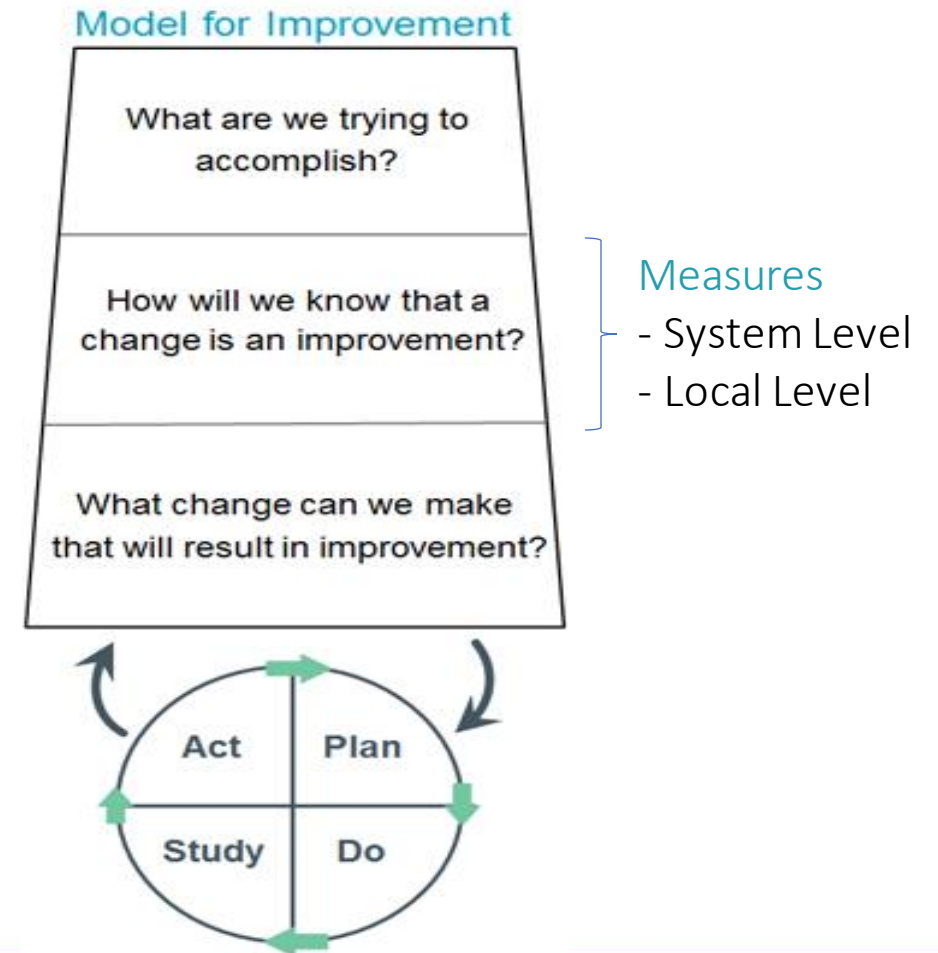 Model for Improvement
What are we trying to
accomplish?
How will we know that a
change is an improvement?
Measures
- System Level
- Local Level
What change can we make
that will result in improvement?
Act
Plan
Study
Do